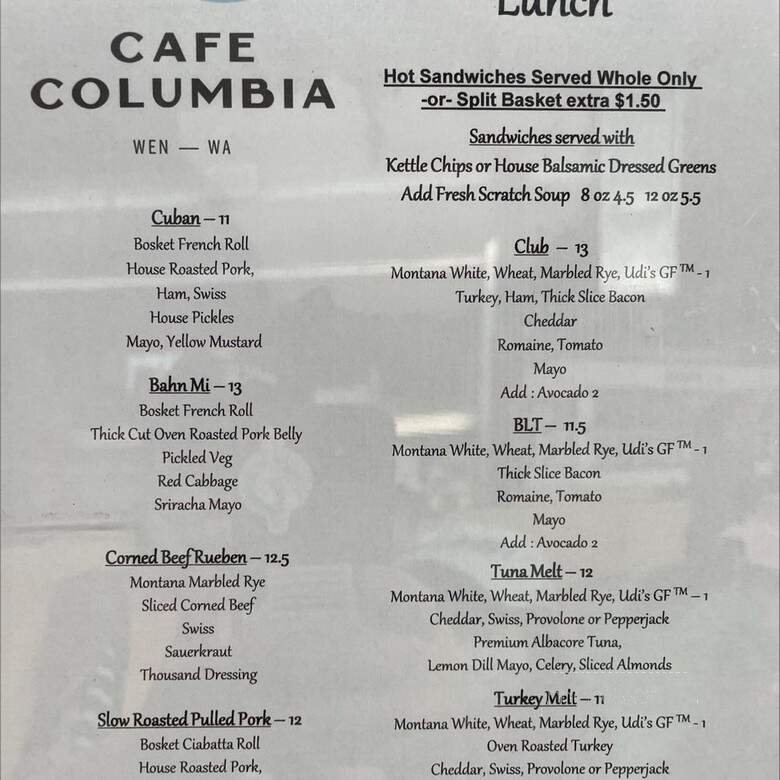 CAFE
COLUMBIA
WEN — WA
Cuban – 11
Bosket French Roll
House Roasted Pork,
Ham, Swiss
House Pickles
Mayo, Yellow Mustard
Bahn Mi – 13
Bosket French Roll
Thick Cut Oven Roasted Pork Belly
Pickled Veg
Red Cabbage
Sriracha Mayo
Corned Beef Rueben – 12.5
Montana Marbled Rye
Sliced Corned Beef
Swiss
Sauerkraut
Thousand Dressing
Slow Roasted Pulled Pork – 12
Bosket Ciabatta Roll
House Roasted Pork,
Lunch
Hot Sandwiches Served Whole Only
-or- Split Basket extra $1.50
Sandwiches served with
Kettle Chips or House Balsamic Dressed Greens
Add Fresh Scratch Soup 8 oz 4.5 12 oz 5.5
Club – 13
Montana White, Wheat, Marbled Rye, Udi's GF™ - 1
Turkey, Ham, Thick Slice Bacon
Cheddar
Romaine, Tomato
Mayo
Add : Avocado 2
BLT – 11.5
Montana White, Wheat, Marbled Rye, Udi's GF™ - 1
Thick Slice Bacon
Romaine, Tomato
Mayo
Add : Avocado 2
Tuna Melt – 12
Montana White, Wheat, Marbled Rye, Udi's GF™ – 1
Cheddar, Swiss, Provolone or Pepperjack
Premium Albacore Tuna,
Lemon Dill Mayo, Celery, Sliced Almonds
Turkey Melt – 11
Montana White, Wheat, Marbled Rye, Udi's GF™ - 1
Oven Roasted Turkey
Cheddar, Swiss, Provolone or Pepperjack